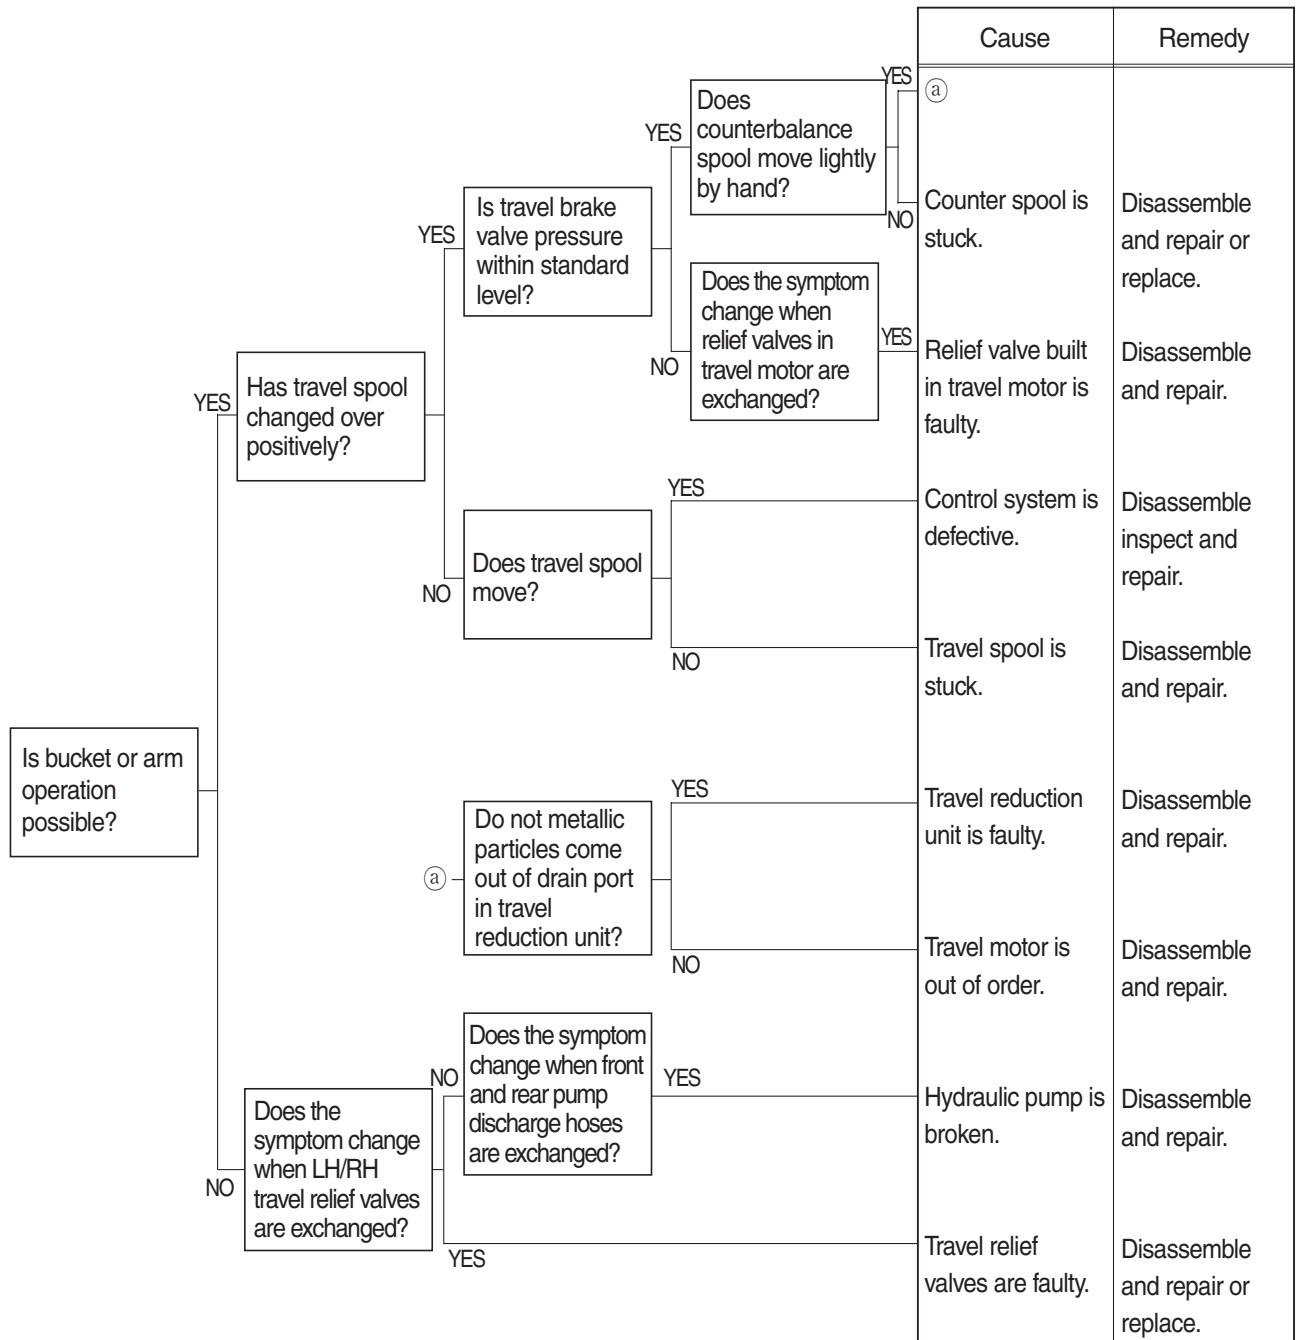 Cause
Remedy
YES
ⓐ
Does
counterbalance
spool move lightly
by hand?
YES
NO
Counter spool is
stuck.
Disassemble
and repair or
replace.
Is travel brake
valve pressure
within standard
level?
YES
Does the symptom
change when
relief valves in
travel motor are
exchanged?
NO
YES
Relief valve built
in travel motor is
faulty.
Disassemble
and repair.
Has travel spool
changed over
positively?
YES
YES
Control system is
defective.
Disassemble
inspect and
repair.
Does travel spool
move?
NO
NO
Travel spool is
stuck.
Disassemble
and repair.
Is bucket or arm
operation
possible?
YES
Travel reduction
unit is faulty.
Disassemble
and repair.
ⓐ
Do not metallic
particles come
out of drain port
in travel
reduction unit?
NO
Travel motor is
out of order.
Disassemble
and repair.
Does the symptom
change when front
and rear pump
discharge hoses
are exchanged?
NO
YES
Hydraulic pump is
broken.
Disassemble
and repair.
Does the
symptom change
when LH/RH
travel relief valves
are exchanged?
NO
YES
Travel relief
valves are faulty.
Disassemble
and repair or
replace.